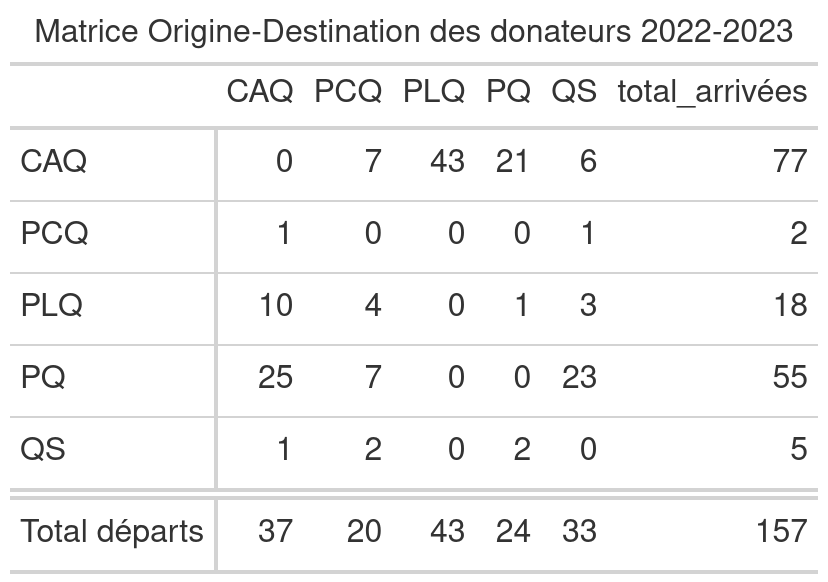 Matrice Origine-Destination des donateurs 2022-2023
CAQ PCQ PLQ PQ QS total_arrivées
CAQ 0 7 43 21 6 77
PCQ 1 0 0 0 1 2
PLQ 10 4 0 1 3 18
PQ 25 7 0 0 23 55
QS 1 2 0 2 0 5
Total départs 37 20 43 24 33 157